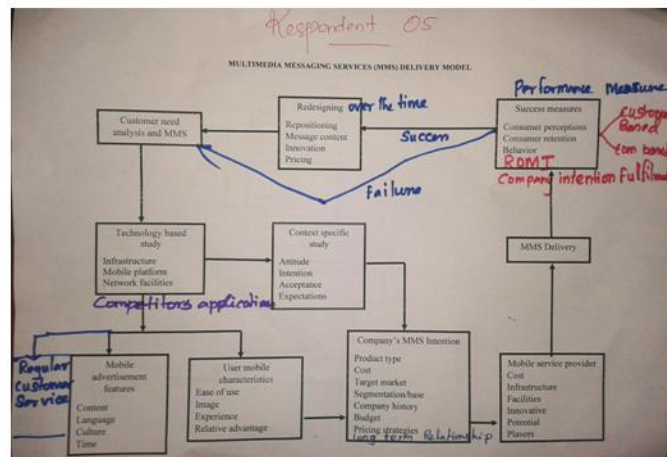 Respondent 05
MULTIMEDIA MESSAGING SERVICES (MMS) DELIVERY MODEL
Performance Measure
Customer need
analysis and MMS
Redesigning over the time
Repositioning
Message content
Innovation
Pricing
Success
Failure
Success measures
Consumer perceptions
Consumer retention
Behavior
ROMT
Company intention Fulfilm
Based
com base
Technology based
study
Infrastructure
Mobile platform
Network facilities
Competitors application
Context specific
study
Attitude
Intention
Acceptance
Expectations
MMS Delivery
Regular
customer
Service
Mobile
advertisement
features
Content
Language
Culture
Time
User mobile
characteristics
Ease of use
Image
Experience
Relative advantage
Company's MMS Intention
Product type
Cost
Target market
Segmentation/base
Company history
Budget
Pricing strategies
long term Relationship
Mobile service provider
Cost
Infrastructure
Facilities
Innovative
Potential
Players